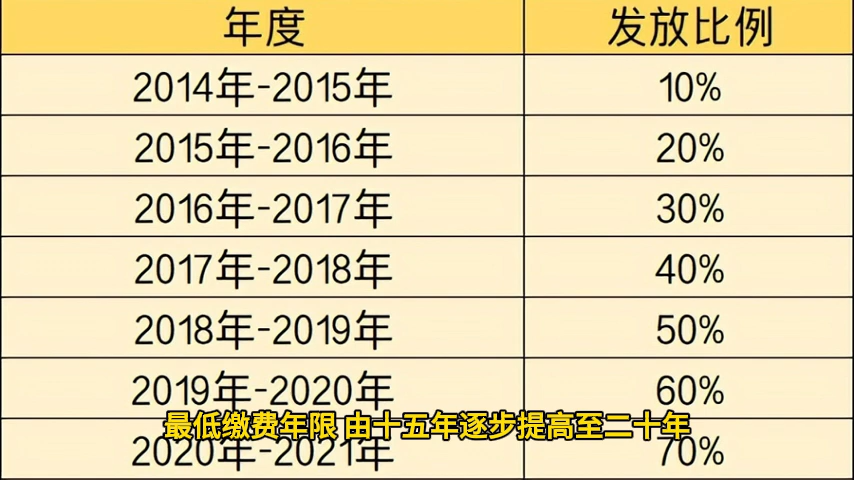 年度 发放比例
2014年-2015年 10%
2015年-2016年 20%
2016年-2017年 30%
2017年-2018年 40%
2018年-2019年 50%
2019年-2020年 60%
最低缴费年限 由十五年逐步提高至二十年
2020年-2021年 70%